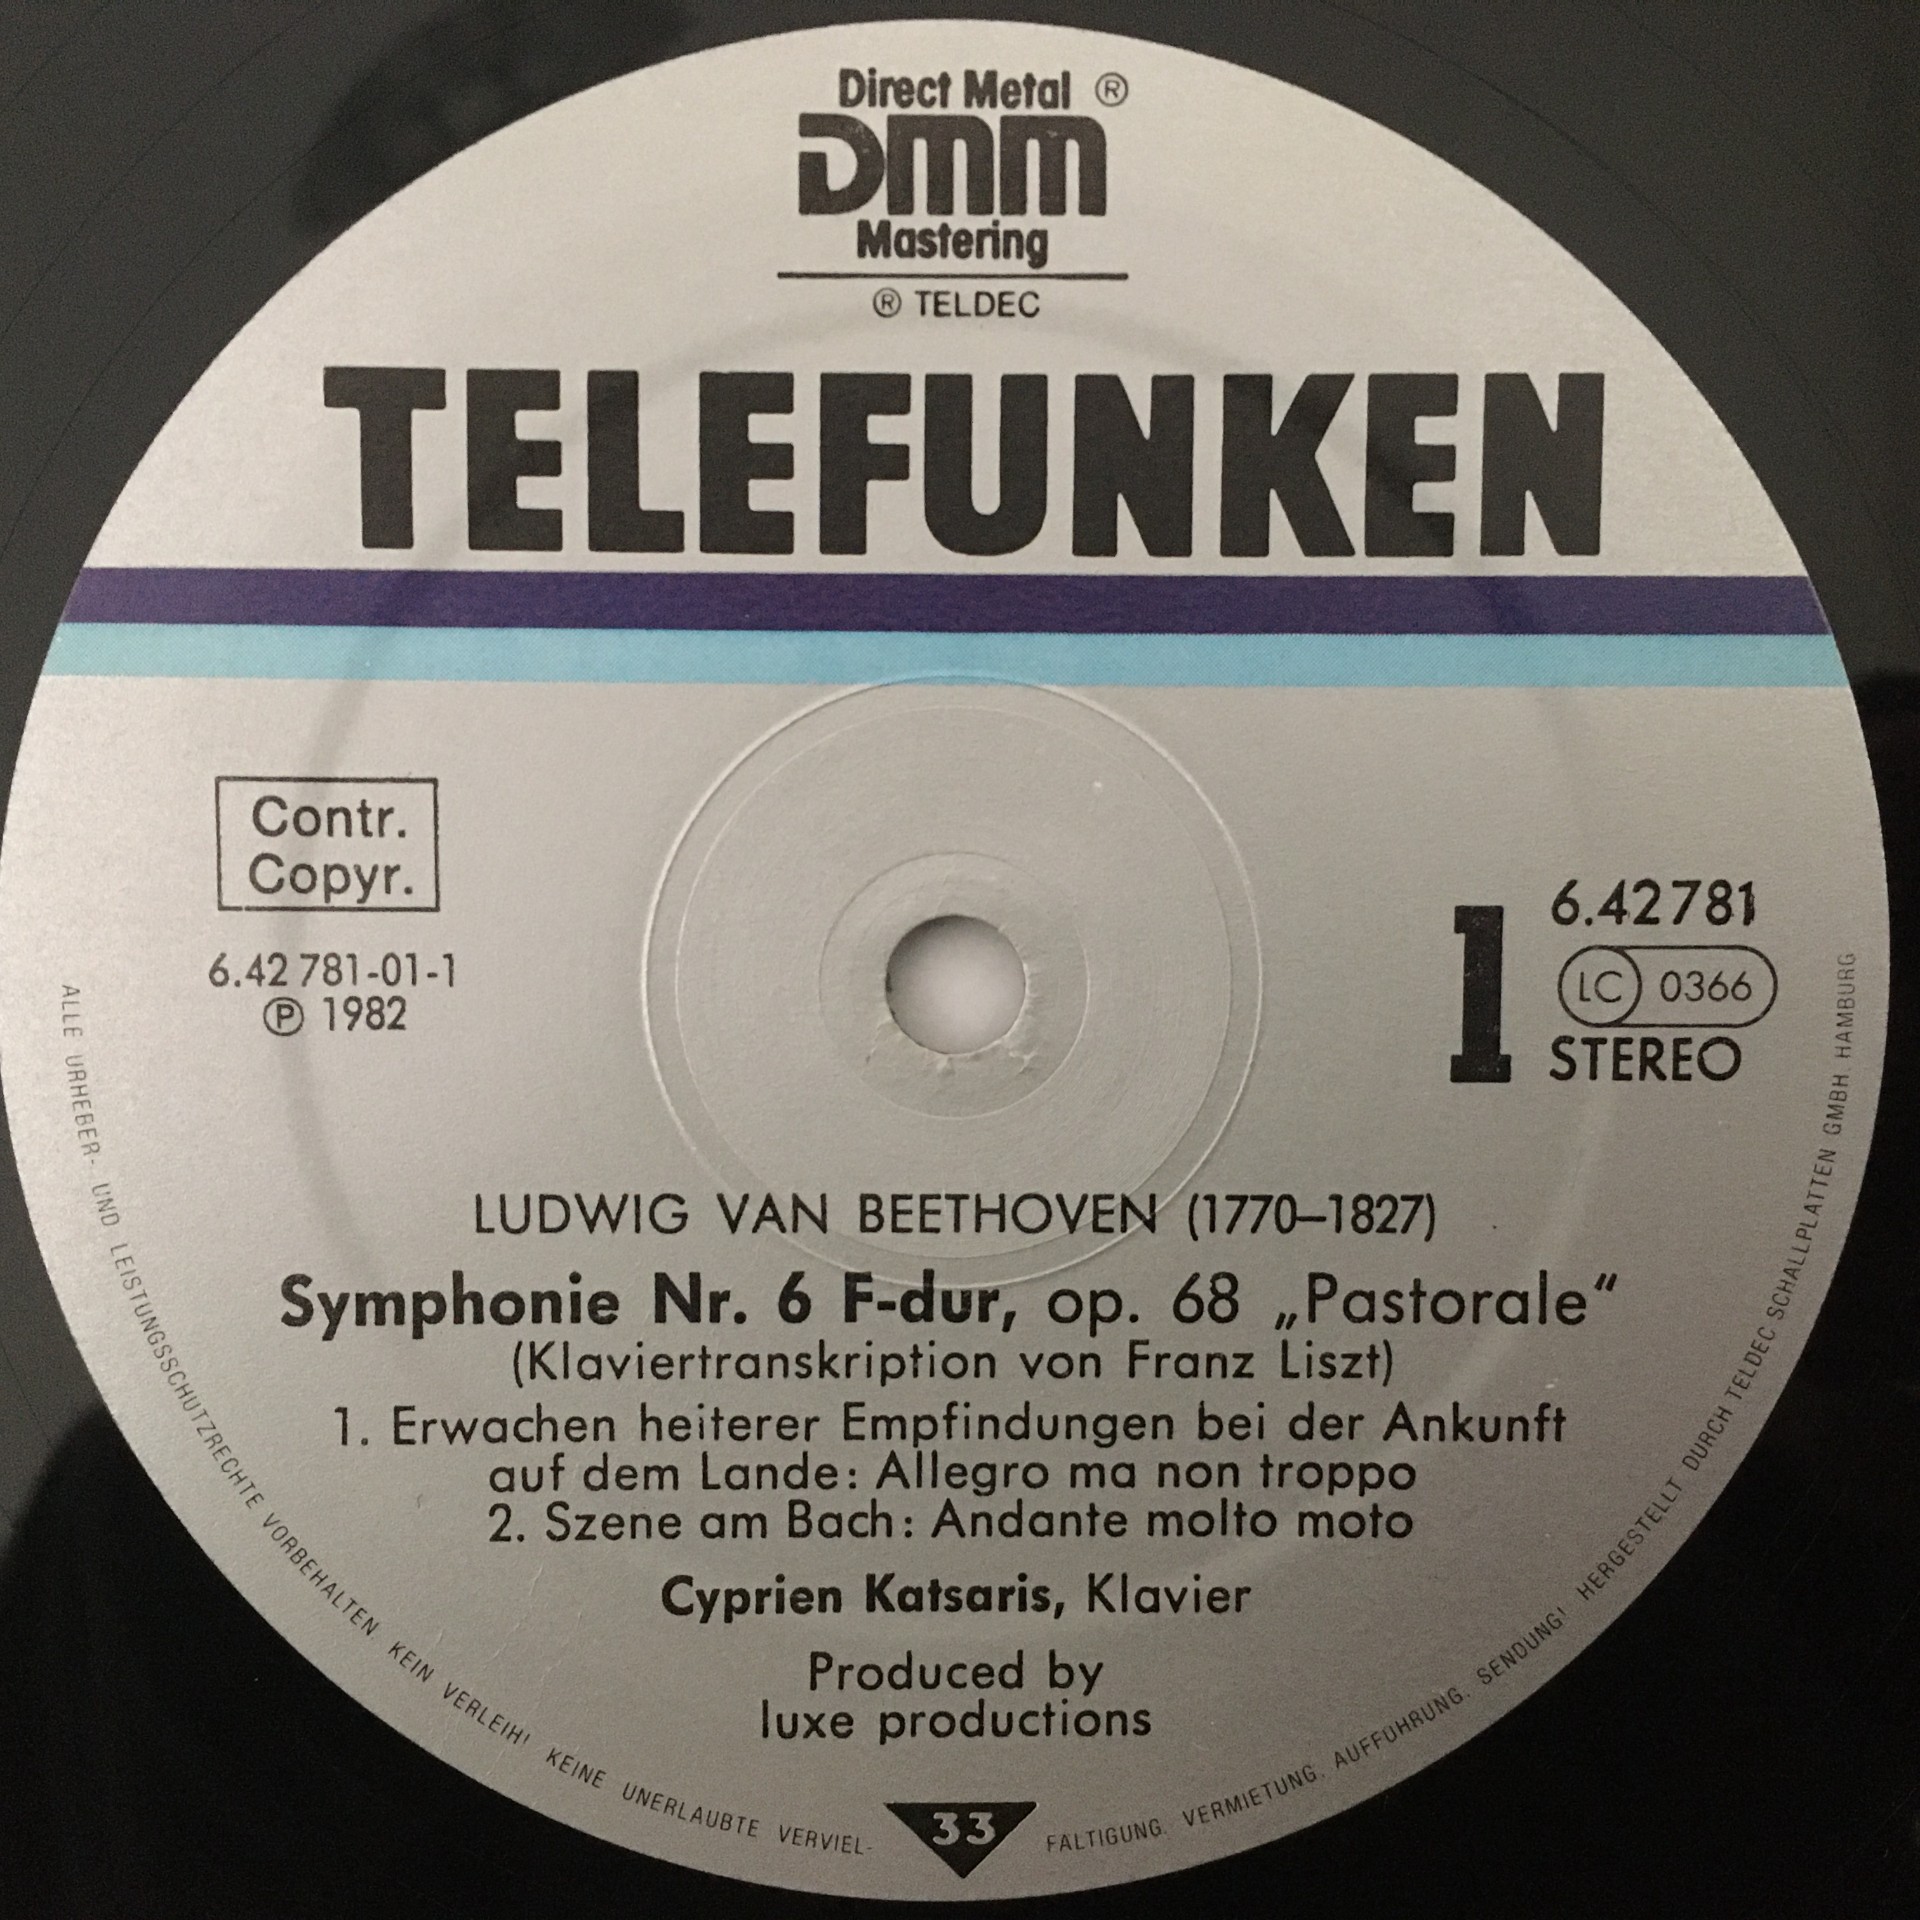 Direct Metal ®
DMM
Mastering
® TELDEC
TELEFUNKEN
Contr.
Copyr.
6.42 781-01-1
℗ 1982
1
6.42781
LC 0366
STEREO
LUDWIG VAN BEETHOVEN (1770–1827)
Symphonie Nr. 6 F-dur, op. 68 „Pastorale“
(Klaviertranskription von Franz Liszt)
1. Erwachen heiterer Empfindungen bei der Ankunft
auf dem Lande: Allegro ma non troppo
2. Szene am Bach: Andante molto moto
Cyprien Katsaris, Klavier
Produced by
luxe productions
33
ALLE URHEBER- UND LEISTUNGSSCHUTZRECHTE VORBEHALTEN. KEIN VERLEIH! KEINE UNERLAUBTE VERVIEL-
FÄLTIGUNG. VERMIETUNG. AUFFÜHRUNG. SENDUNG! HERGESTELLT DURCH TELDEC SCHALLPLATTEN GMBH. HAMBURG